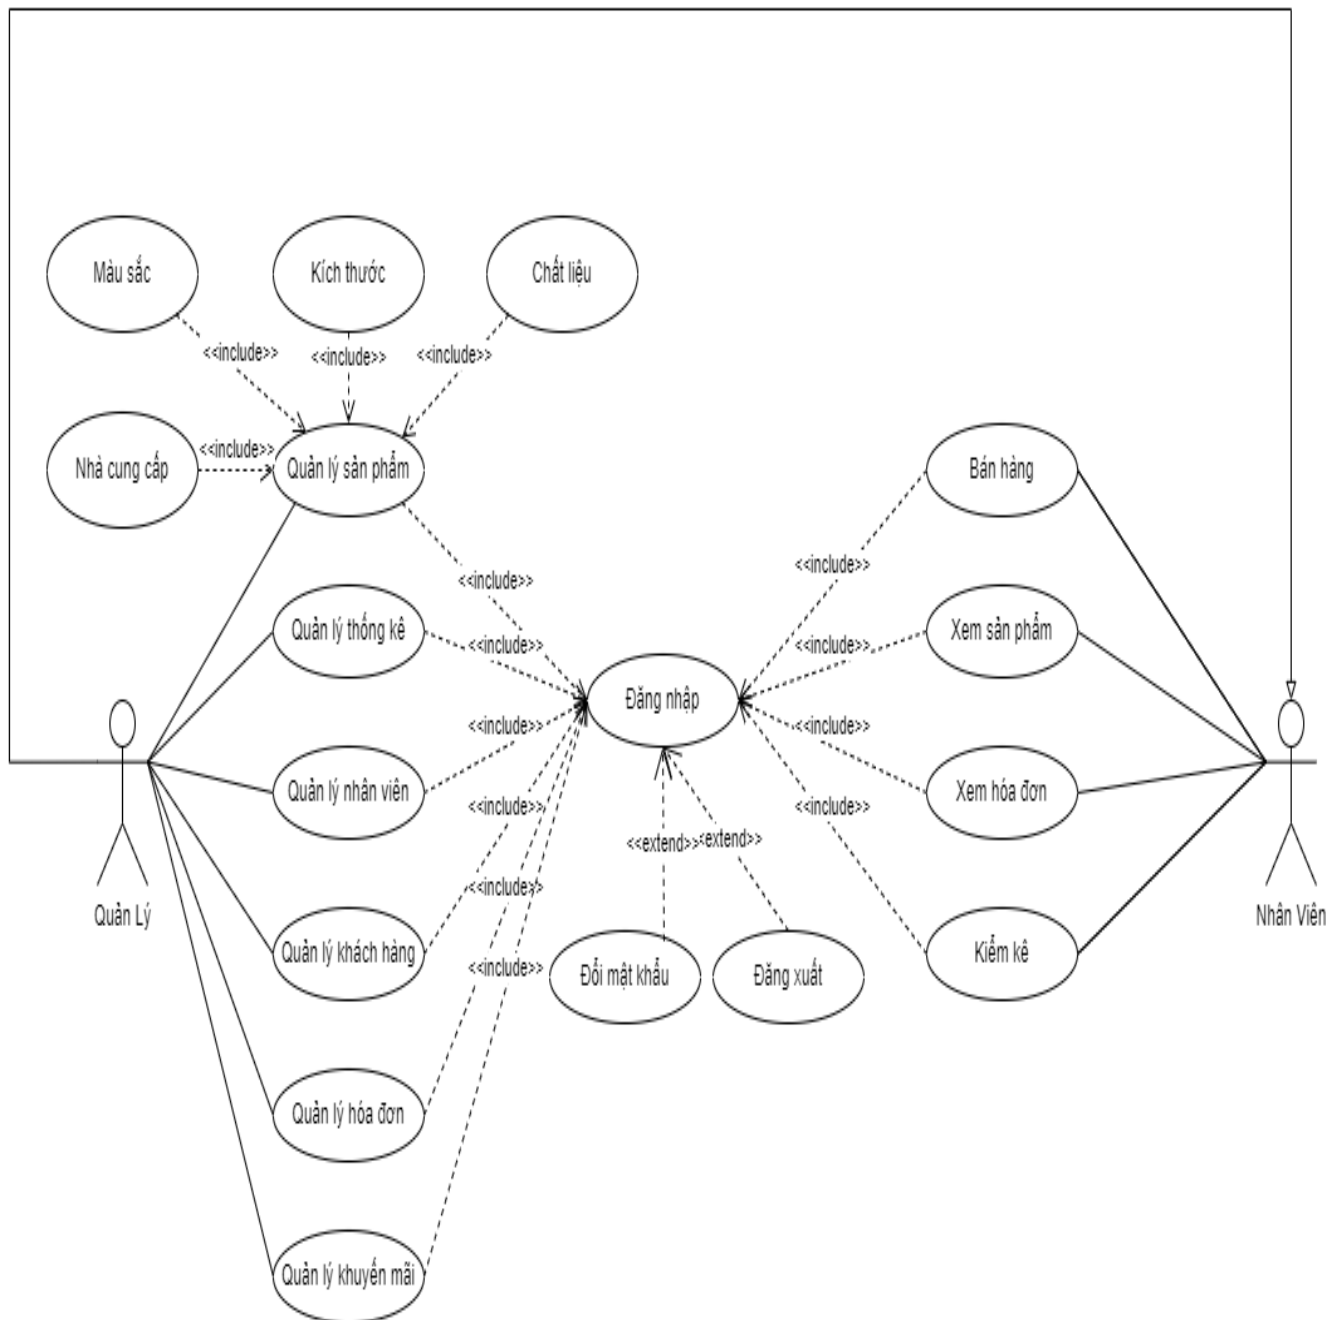 Màu sắc
Kích thước
Chất liệu
<<include>>
<<include>>
<<include>>
Nhà cung cấp
<<include>>
Quản lý sản phẩm
Bán hàng
<<include>>
<<include>>
Quản lý thống kê
<<include>>
<<include>>
Xem sản phẩm
Đăng nhập
<<include>>
<<include>>
Quản lý nhân viên
Xem hóa đơn
<<include>>
<<include>>
<<extend>>
<extend>>
<<include>>
Quản Lý
Nhân Viên
Quản lý khách hàng
<<include>>
Đổi mật khẩu
Đăng xuất
Kiểm kê
Quản lý hóa đơn
Quản lý khuyến mãi